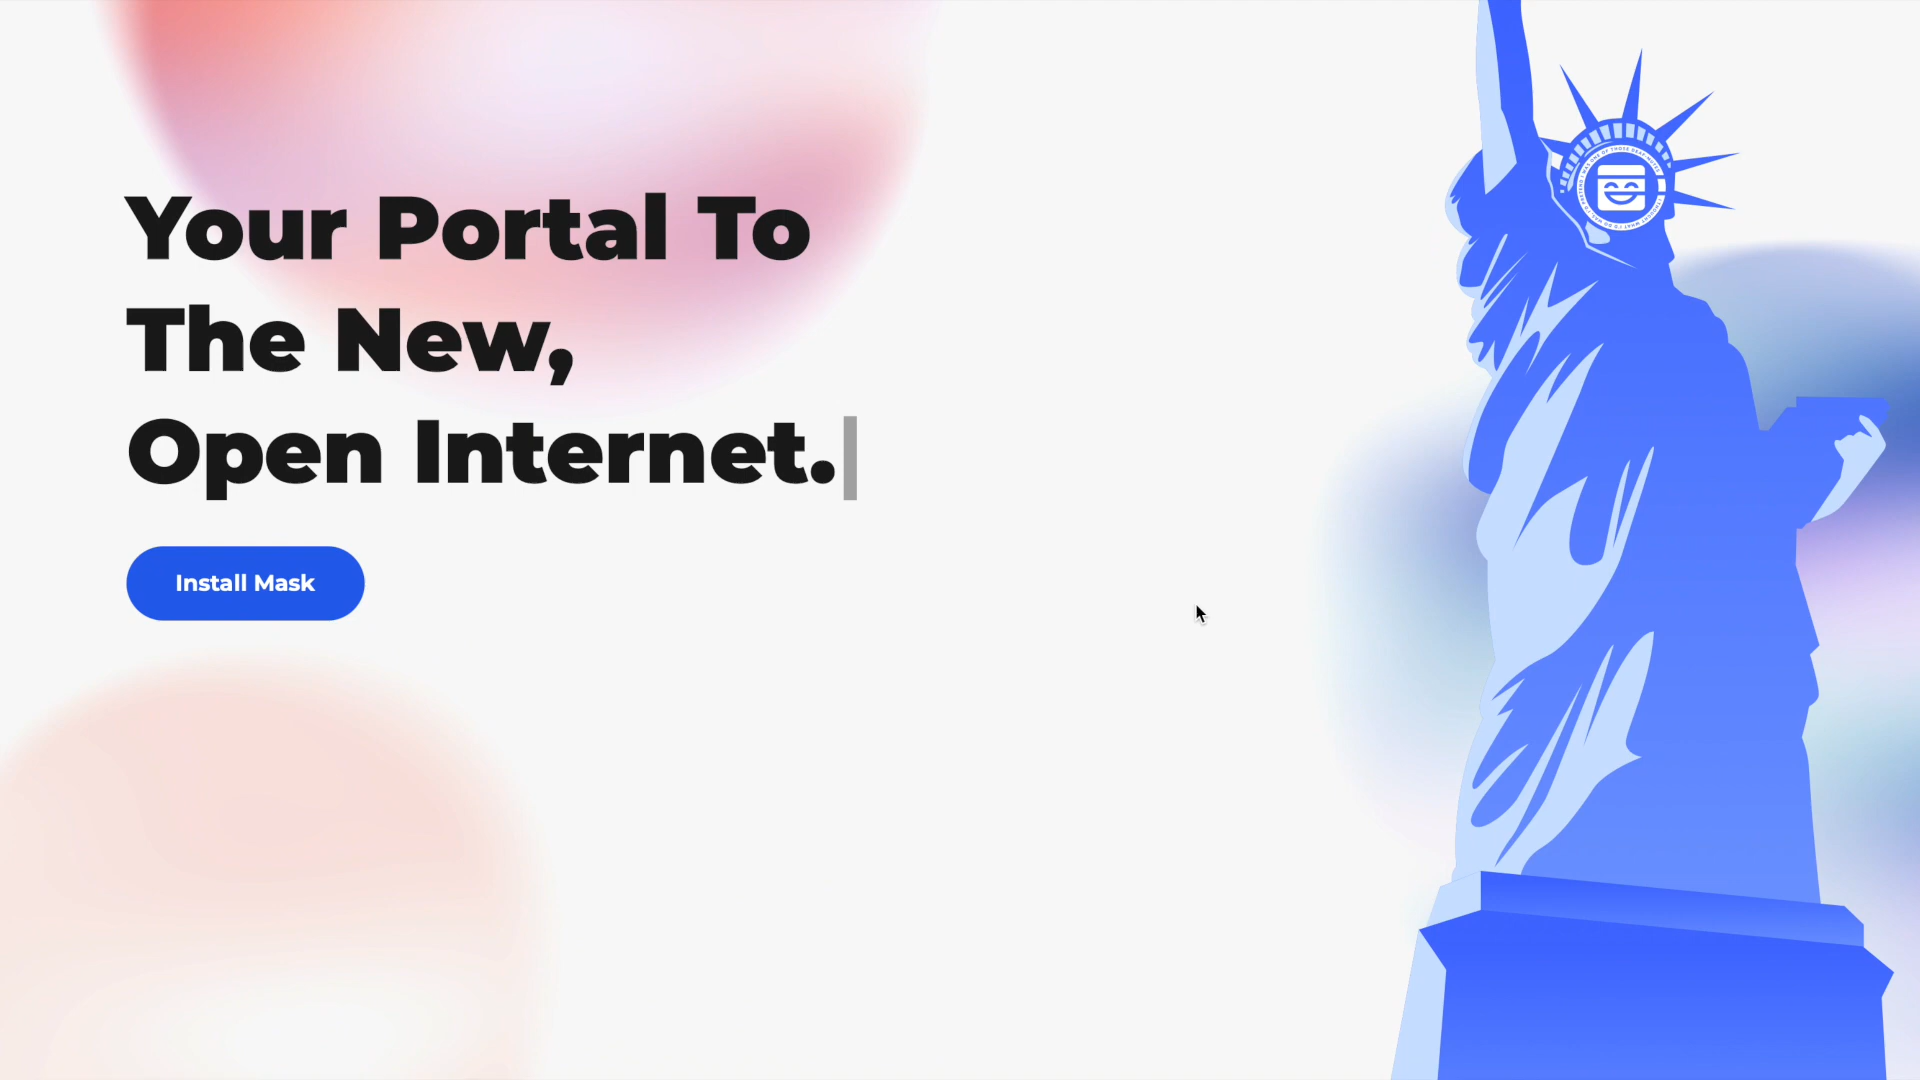 Your Portal To
The New,
Open Internet.
Install Mask